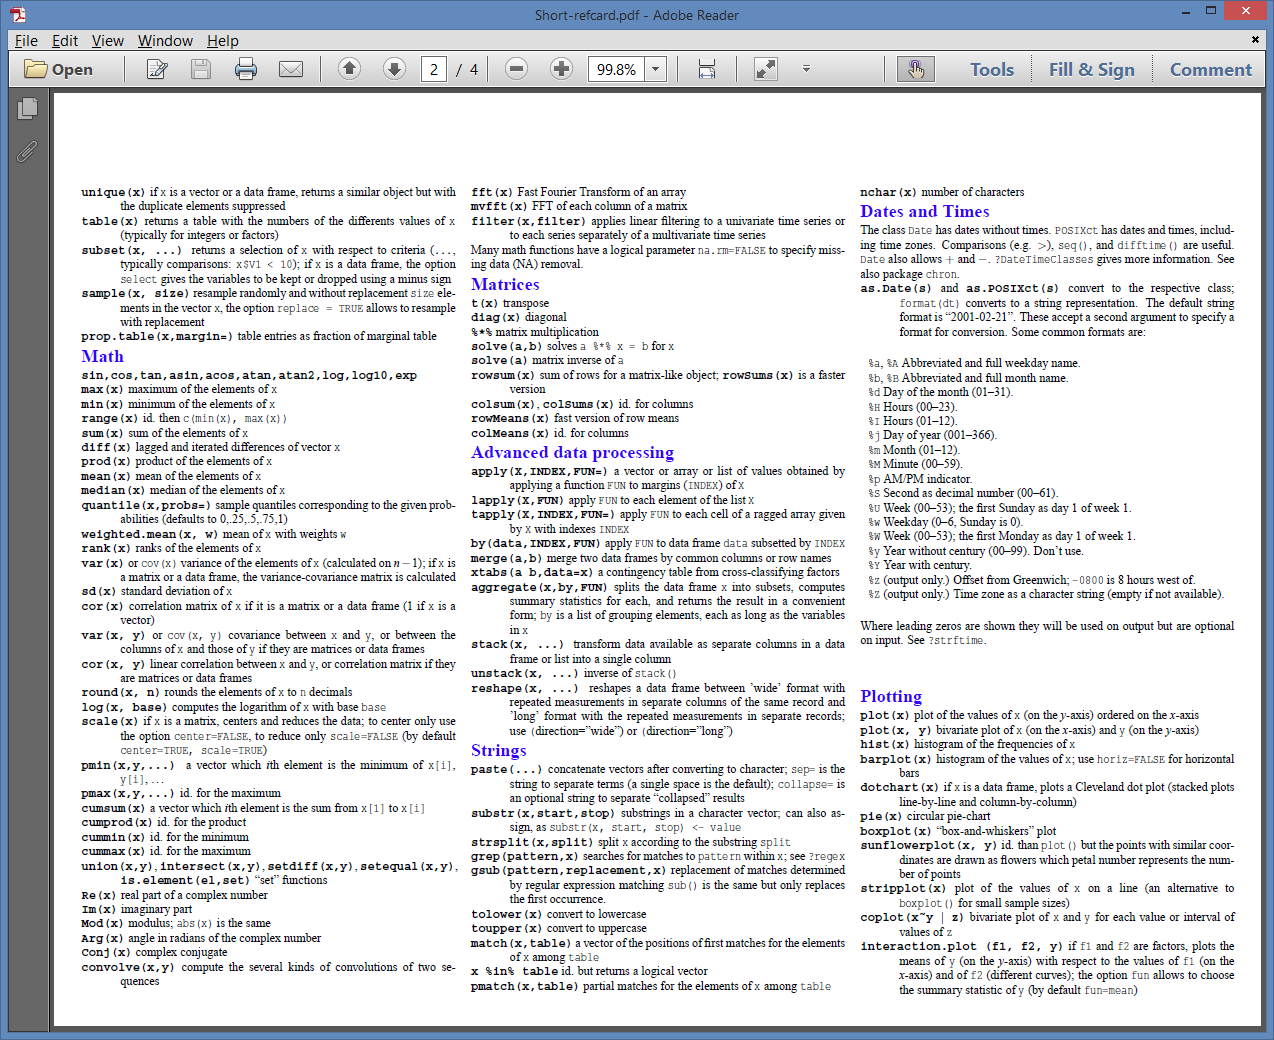 Short-refcard.pdf - Adobe Reader
File Edit View Window Help
Open 2 / 4 99.8% Tools Fill & Sign Comment
unique(x) if x is a vector or a data frame, returns a similar object but with
the duplicate elements suppressed
table(x) returns a table with the numbers of the differents values of x
(typically for integers or factors)
subset(x, ...) returns a selection of x with respect to criteria (...,
typically comparisons: x$V1 < 10); if x is a data frame, the option
select gives the variables to be kept or dropped using a minus sign
sample(x, size) resample randomly and without replacement size ele-
ments in the vector x, the option replace = TRUE allows to resample
with replacement
prop.table(x,margin=) table entries as fraction of marginal table
Math
sin,cos,tan,asin,acos,atan,atan2,log,log10,exp
max(x) maximum of the elements of x
min(x) minimum of the elements of x
range(x) id. then c(min(x), max(x))
sum(x) sum of the elements of x
diff(x) lagged and iterated differences of vector x
prod(x) product of the elements of x
mean(x) mean of the elements of x
median(x) median of the elements of x
quantile(x,probs=) sample quantiles corresponding to the given prob-
abilities (defaults to 0,.25,.5,.75,1)
weighted.mean(x, w) mean of x with weights w
rank(x) ranks of the elements of x
var(x) or cov(x) variance of the elements of x (calculated on n − 1); if x is
a matrix or a data frame, the variance-covariance matrix is calculated
sd(x) standard deviation of x
cor(x) correlation matrix of x if it is a matrix or a data frame (1 if x is a
vector)
var(x, y) or cov(x, y) covariance between x and y, or between the
columns of x and those of y if they are matrices or data frames
cor(x, y) linear correlation between x and y, or correlation matrix if they
are matrices or data frames
round(x, n) rounds the elements of x to n decimals
log(x, base) computes the logarithm of x with base base
scale(x) if x is a matrix, centers and reduces the data; to center only use
the option center=FALSE, to reduce only scale=FALSE (by default
center=TRUE, scale=TRUE)
pmin(x,y,...) a vector which ith element is the minimum of x[i],
y[i],...
pmax(x,y,...) id. for the maximum
cumsum(x) a vector which ith element is the sum from x[1] to x[i]
cumprod(x) id. for the product
cummin(x) id. for the minimum
cummax(x) id. for the maximum
union(x,y), intersect(x,y), setdiff(x,y), setequal(x,y),
is.element(el,set) “set” functions
Re(x) real part of a complex number
Im(x) imaginary part
Mod(x) modulus; abs(x) is the same
Arg(x) angle in radians of the complex number
Conj(x) complex conjugate
convolve(x,y) compute the several kinds of convolutions of two se-
quences
fft(x) Fast Fourier Transform of an array
mvfft(x) FFT of each column of a matrix
filter(x,filter) applies linear filtering to a univariate time series or
to each series separately of a multivariate time series
Many math functions have a logical parameter na.rm=FALSE to specify miss-
ing data (NA) removal.
Matrices
t(x) transpose
diag(x) diagonal
%*% matrix multiplication
solve(a,b) solves a %*% x = b for x
solve(a) matrix inverse of a
rowsum(x) sum of rows for a matrix-like object; rowSums(x) is a faster
version
colsum(x), colSums(x) id. for columns
rowMeans(x) fast version of row means
colMeans(x) id. for columns
Advanced data processing
apply(X,INDEX,FUN=) a vector or array or list of values obtained by
applying a function FUN to margins (INDEX) of X
lapply(X,FUN) apply FUN to each element of the list X
tapply(X,INDEX,FUN=) apply FUN to each cell of a ragged array given
by X with indexes INDEX
by(data,INDEX,FUN) apply FUN to data frame data subsetted by INDEX
merge(a,b) merge two data frames by common columns or row names
xtabs(a b,data=x) a contingency table from cross-classifying factors
aggregate(x,by,FUN) splits the data frame x into subsets, computes
summary statistics for each, and returns the result in a convenient
form; by is a list of grouping elements, each as long as the variables
in x
stack(x, ...) transform data available as separate columns in a data
frame or list into a single column
unstack(x, ...) inverse of stack()
reshape(x, ...) reshapes a data frame between ’wide’ format with
repeated measurements in separate columns of the same record and
’long’ format with the repeated measurements in separate records;
use (direction=”wide”) or (direction=”long”)
Strings
paste(...) concatenate vectors after converting to character; sep= is the
string to separate terms (a single space is the default); collapse= is
an optional string to separate “collapsed” results
substr(x,start,stop) substrings in a character vector; can also as-
sign, as substr(x, start, stop) <- value
strsplit(x,split) split x according to the substring split
grep(pattern,x) searches for matches to pattern within x; see ?regex
gsub(pattern,replacement,x) replacement of matches determined
by regular expression matching sub() is the same but only replaces
the first occurrence.
tolower(x) convert to lowercase
toupper(x) convert to uppercase
match(x,table) a vector of the positions of first matches for the elements
of x among table
x %in% table id. but returns a logical vector
pmatch(x,table) partial matches for the elements of x among table
nchar(x) number of characters
Dates and Times
The class Date has dates without times. POSIXct has dates and times, includ-
ing time zones. Comparisons (e.g. >), seq(), and difftime() are useful.
Date also allows + and −. ?DateTimeClasses gives more information. See
also package chron.
as.Date(s) and as.POSIXct(s) convert to the respective class;
format(dt) converts to a string representation. The default string
format is “2001-02-21”. These accept a second argument to specify a
format for conversion. Some common formats are:
%a, %A Abbreviated and full weekday name.
%b, %B Abbreviated and full month name.
%d Day of the month (01–31).
%H Hours (00–23).
%I Hours (01–12).
%j Day of year (001–366).
%m Month (01–12).
%M Minute (00–59).
%p AM/PM indicator.
%S Second as decimal number (00–61).
%U Week (00–53); the first Sunday as day 1 of week 1.
%w Weekday (0–6, Sunday is 0).
%W Week (00–53); the first Monday as day 1 of week 1.
%y Year without century (00–99). Don’t use.
%Y Year with century.
%z (output only.) Offset from Greenwich; -0800 is 8 hours west of.
%Z (output only.) Time zone as a character string (empty if not available).
Where leading zeros are shown they will be used on output but are optional
on input. See ?strftime.
Plotting
plot(x) plot of the values of x (on the y-axis) ordered on the x-axis
plot(x, y) bivariate plot of x (on the x-axis) and y (on the y-axis)
hist(x) histogram of the frequencies of x
barplot(x) histogram of the values of x; use horiz=FALSE for horizontal
bars
dotchart(x) if x is a data frame, plots a Cleveland dot plot (stacked plots
line-by-line and column-by-column)
pie(x) circular pie-chart
boxplot(x) “box-and-whiskers” plot
sunflowerplot(x, y) id. than plot() but the points with similar coor-
dinates are drawn as flowers which petal number represents the num-
ber of points
stripplot(x) plot of the values of x on a line (an alternative to
boxplot() for small sample sizes)
coplot(x~y | z) bivariate plot of x and y for each value or interval of
values of z
interaction.plot (f1, f2, y) if f1 and f2 are factors, plots the
means of y (on the y-axis) with respect to the values of f1 (on the
x-axis) and of f2 (different curves); the option fun allows to choose
the summary statistic of y (by default fun=mean)